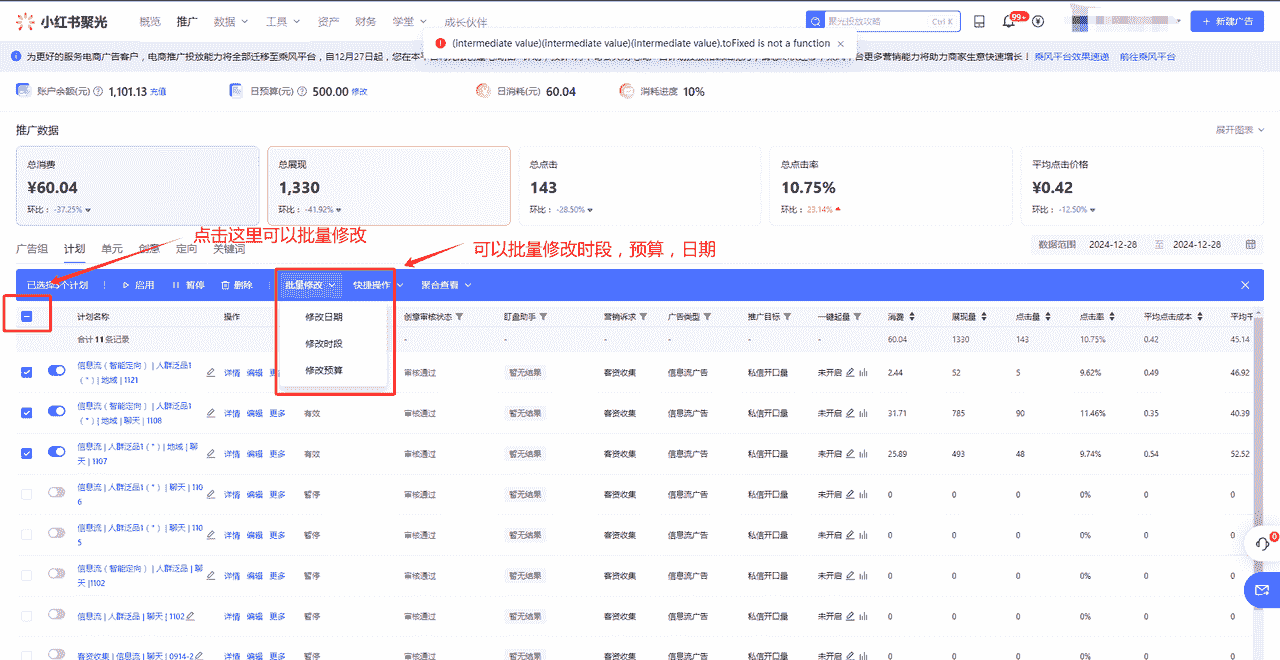 小红书聚光 概览 推广 数据 工具 资产 财务 学堂 成长伙伴 聚光投放攻略 Ctrl K 99+ + 新建广告
(intermediate value)(intermediate value)(intermediate value).toFixed is not a function
为更好的服务电商广告客户，电商推广投放能力将全部迁移至乘风平台，自12月27日起，您在本 平台更多营销能力将助力商家生意快速增长！ 乘风平台效果速递 前往乘风平台
账户余额(元) 1,101.13 充值 日预算(元) 500.00 修改 日消耗(元) 60.04 消耗进度 10%
推广数据 展开图表
总消费 总展现 总点击 总点击率 平均点击价格
¥60.04 1,330 143 10.75% ¥0.42
环比： -37.25% 环比： -41.92% 环比： -28.50% 环比： 23.14% 环比： -12.50%
点击这里可以批量修改
可以批量修改时段，预算，日期
广告组 计划 单元 创意 定向 关键词 数据范围 2024-12-28 至 2024-12-28
已选择3个计划 启用 暂停 删除 批量修改 快捷操作 聚合查看
计划名称 操作 修改日期 创意审核状态 盯盘助手 营销诉求 广告类型 推广目标 一键起量 消费 展现量 点击量 点击率 平均点击成本 平均千
合计 11 条记录 修改时段 - - - - - - 60.04 1330 143 10.75% 0.42 45.14
修改预算
信息流（智能定向）| 人群泛品1
（*）| 地域 | 1121 详情 编辑 更多 审核通过 暂无结果 客资收集 信息流广告 私信开口量 未开启 2.44 52 5 9.62% 0.49 46.92
信息流（智能定向）| 人群泛品1
（*）| 地域 | 聊天 | 1108 详情 编辑 更多 有效 审核通过 暂无结果 客资收集 信息流广告 私信开口量 未开启 31.71 785 90 11.46% 0.35 40.39
信息流 | 人群泛品1（*）| 地域 | 聊
天 | 1107 详情 编辑 更多 有效 审核通过 暂无结果 客资收集 信息流广告 私信开口量 未开启 25.89 493 48 9.74% 0.54 52.52
信息流 | 人群泛品1（*）| 聊天 | 110
6 详情 编辑 更多 暂停 审核通过 暂无结果 客资收集 信息流广告 私信开口量 未开启 0 0 0 0% 0 0
信息流 | 人群泛品1（*）| 聊天 | 110
5 详情 编辑 更多 暂停 审核通过 暂无结果 客资收集 信息流广告 私信开口量 未开启 0 0 0 0% 0 0
信息流（智能定向）| 人群泛品 | 聊
天 |1102 详情 编辑 更多 暂停 审核通过 暂无结果 客资收集 信息流广告 私信开口量 未开启 0 0 0 0% 0 0
信息流 | 人群泛品 | 聊天 | 1102 详情 编辑 更多 暂停 审核通过 暂无结果 客资收集 信息流广告 私信开口量 未开启 0 0 0 0% 0 0
客资收集 | 信息流 | 聊天 | 0914-2 详情 编辑 更多 暂停 审核通过 暂无结果 客资收集 信息流广告 私信开口量 未开启 0 0 0 0% 0 0